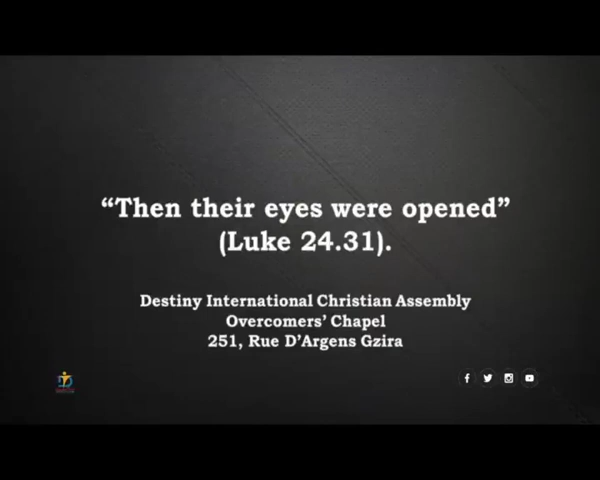 “Then their eyes were opened”
(Luke 24.31).
Destiny International Christian Assembly
Overcomers’ Chapel
251, Rue D’Argens Gzira